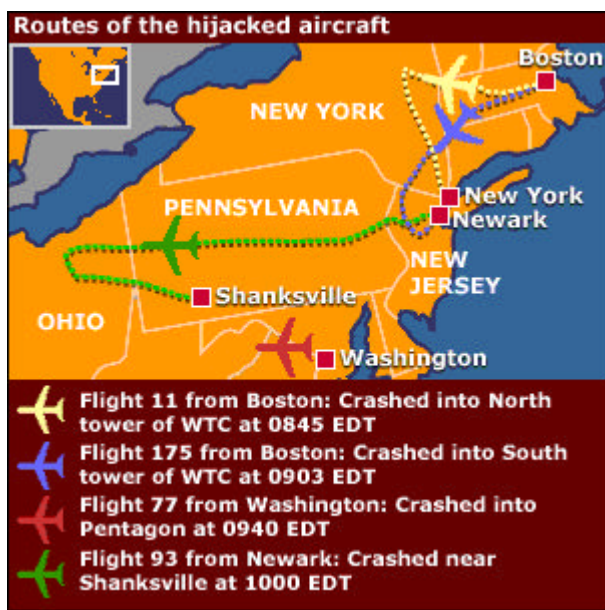 Routes of the hijacked aircraft
Boston
NEW YORK
New York
PENNSYLVANIA
Newark
NEW
JERSEY
Shanksville
OHIO
Washington
Flight 11 from Boston: Crashed into North
tower of WTC at 0845 EDT
Flight 175 from Boston: Crashed into South
tower of WTC at 0903 EDT
Flight 77 from Washington: Crashed into
Pentagon at 0940 EDT
Flight 93 from Newark: Crashed near
Shanksville at 1000 EDT